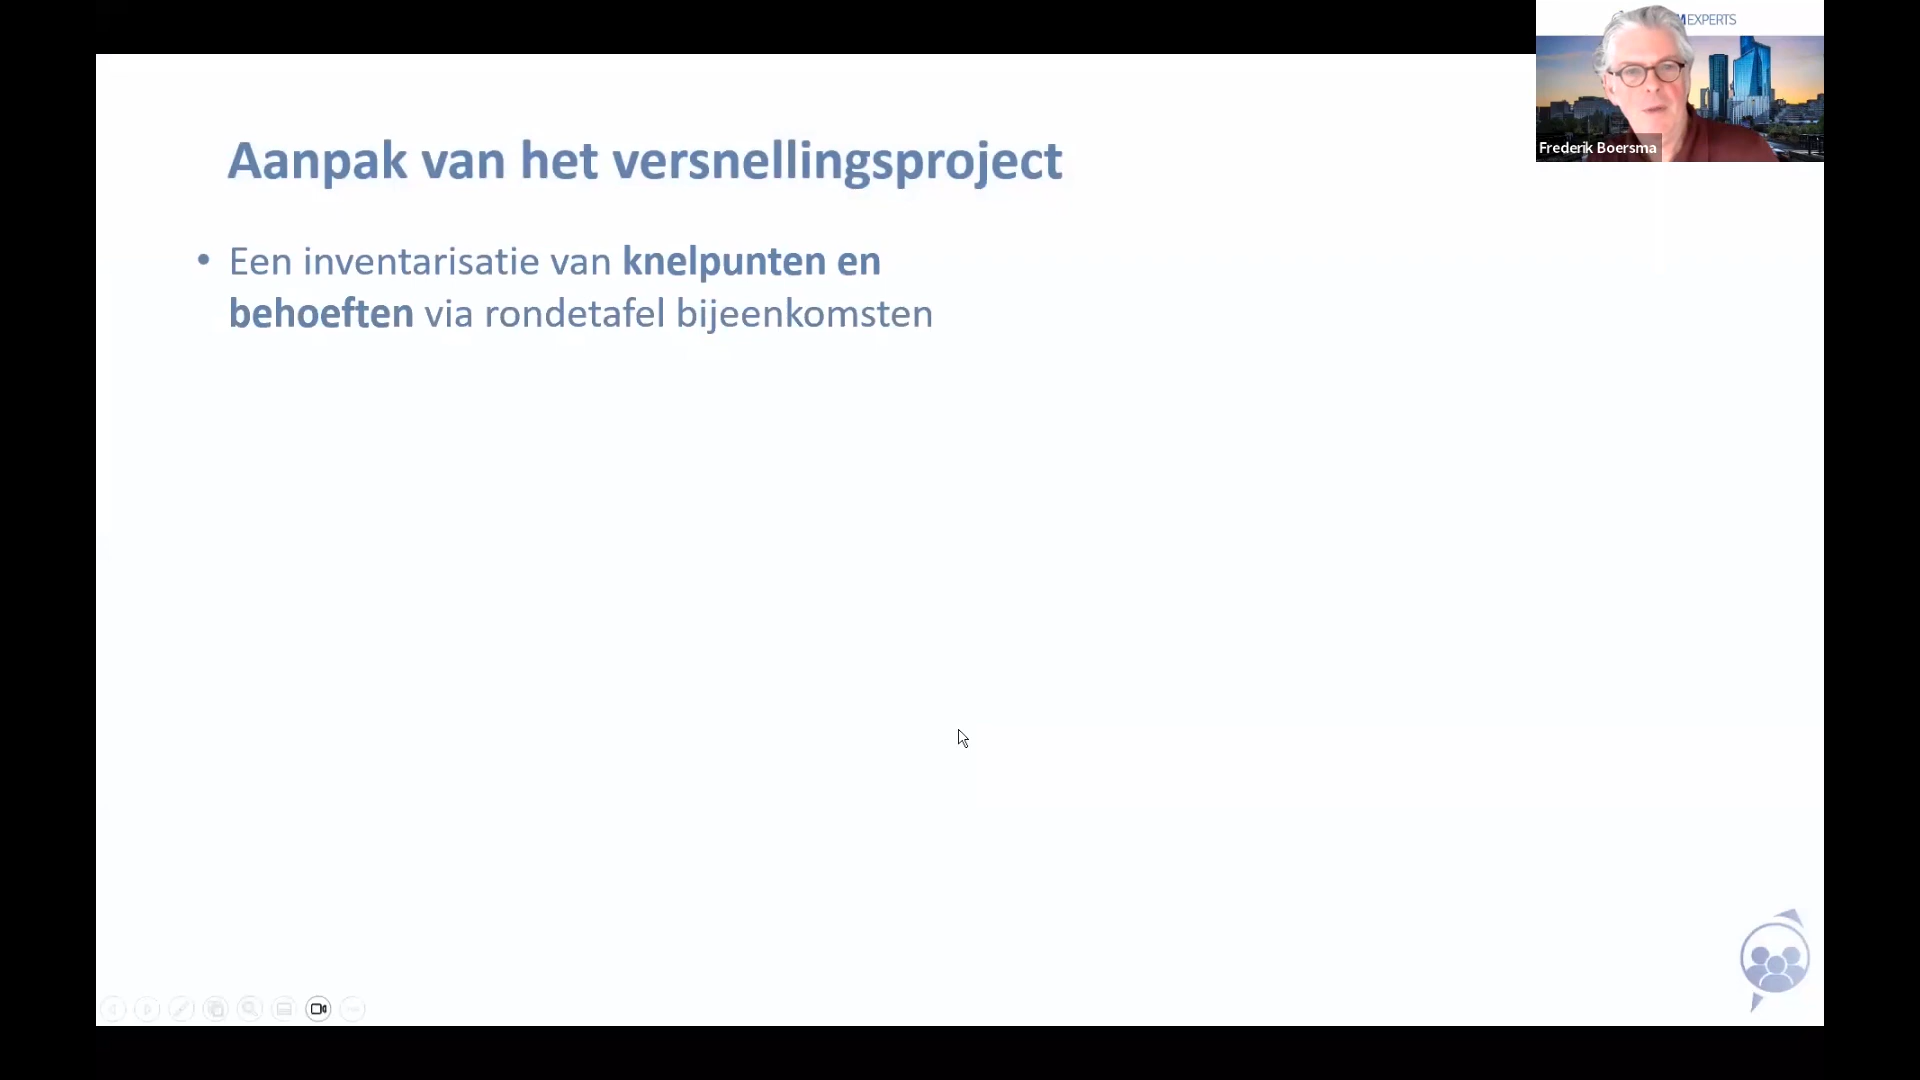 EXPERTS
Frederik Boersma
Aanpak van het versnellingsproject
• Een inventarisatie van knelpunten en
behoeften via rondetafel bijeenkomsten